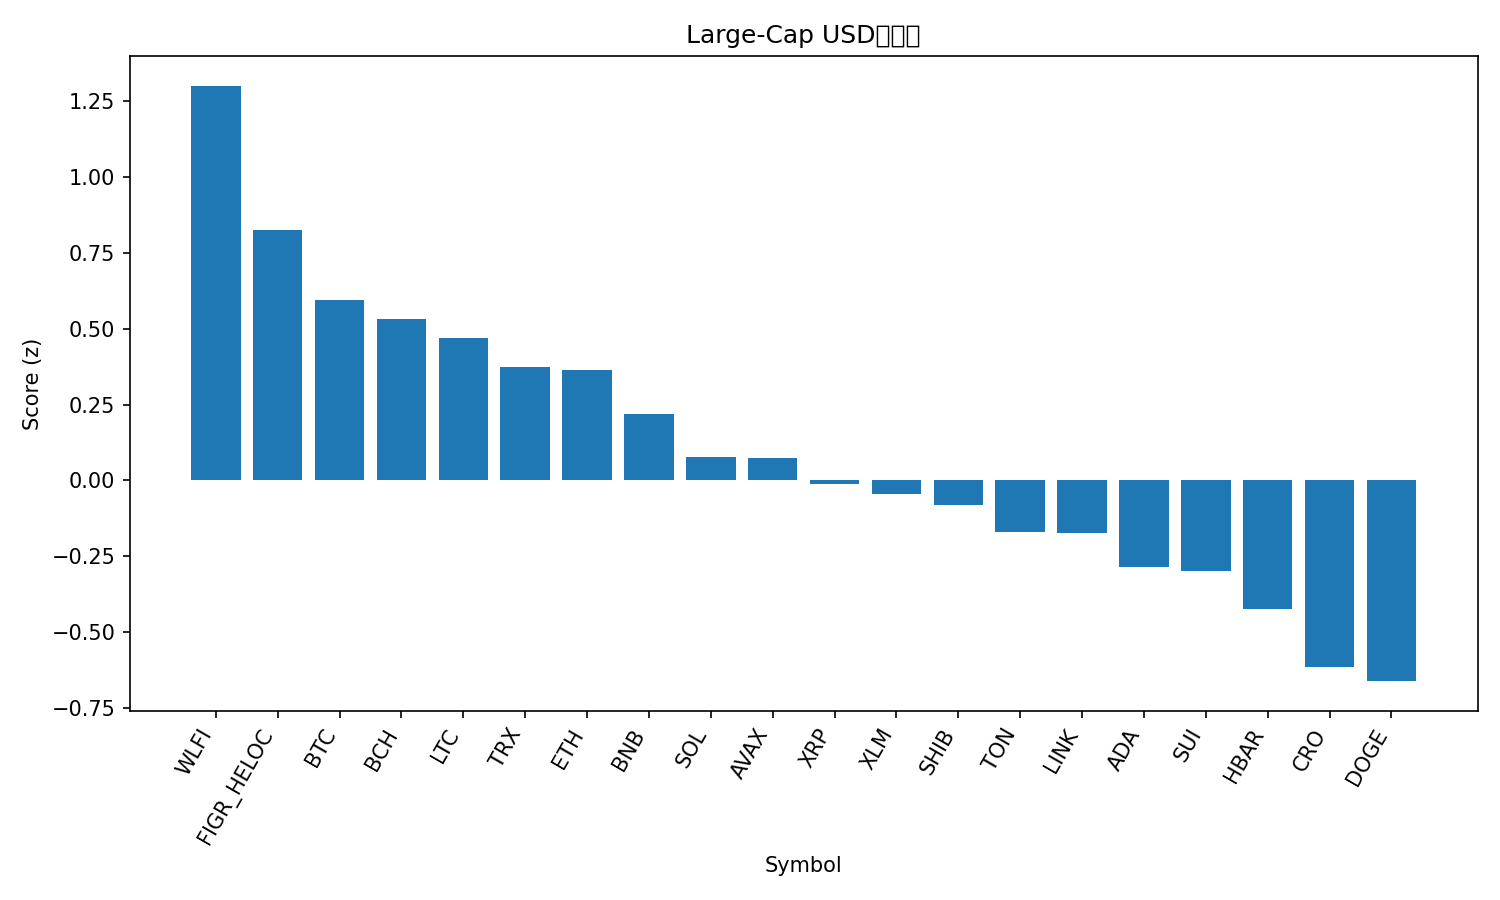 Large-Cap USD
1.25
1.00
0.75
0.50
0.25
0.00
−0.25
−0.50
−0.75
Score (z)
WLFI
FIGR_HELOC
BTC
BCH
LTC
TRX
ETH
BNB
SOL
AVAX
XRP
XLM
SHIB
TON
LINK
ADA
SUI
HBAR
CRO
DOGE
Symbol